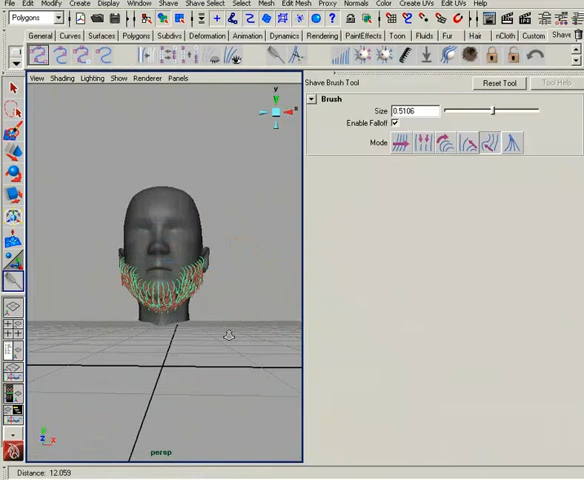 File Edit Modify Create Display Window Shave Shave Select Select Mesh Edit Mesh Proxy Normals Color Create UVs Edit UVs Help
Polygons
General Curves Surfaces Polygons Subdivs Deformation Animation Dynamics Rendering PaintEffects Toon Fluids Fur Hair nCloth Custom Shave
View Shading Lighting Show Renderer Panels
Shave Brush Tool Reset Tool Tool Help
Brush
Size 0.5106
Enable Falloff
Mode
y
x
persp
y
z x
Distance: 12.059